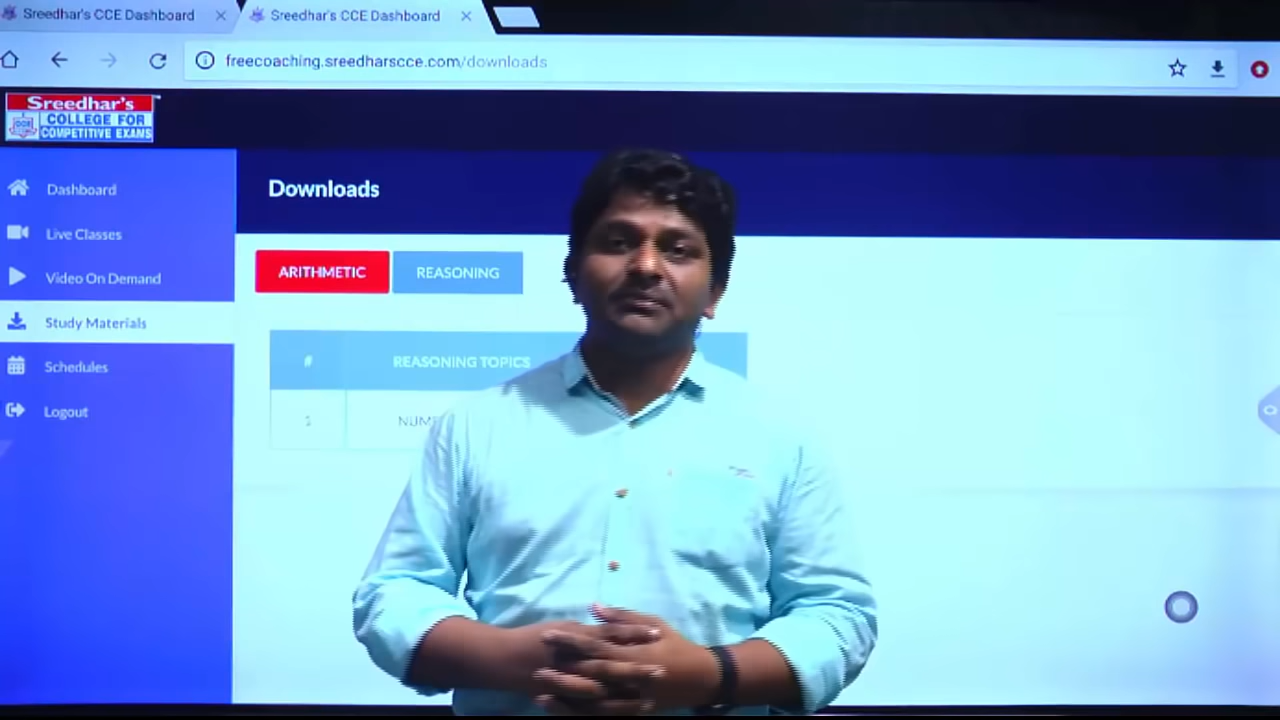 Sreedhar's CCE Dashboard
Sreedhar's CCE Dashboard
freecoaching.sreedharscce.com/downloads
Sreedhar's
COLLEGE FOR
COMPETITIVE EXAMS
Dashboard
Live Classes
Video On Demand
Study Materials
Schedules
Logout
Downloads
ARITHMETIC
REASONING
# REASONING TOPICS
1